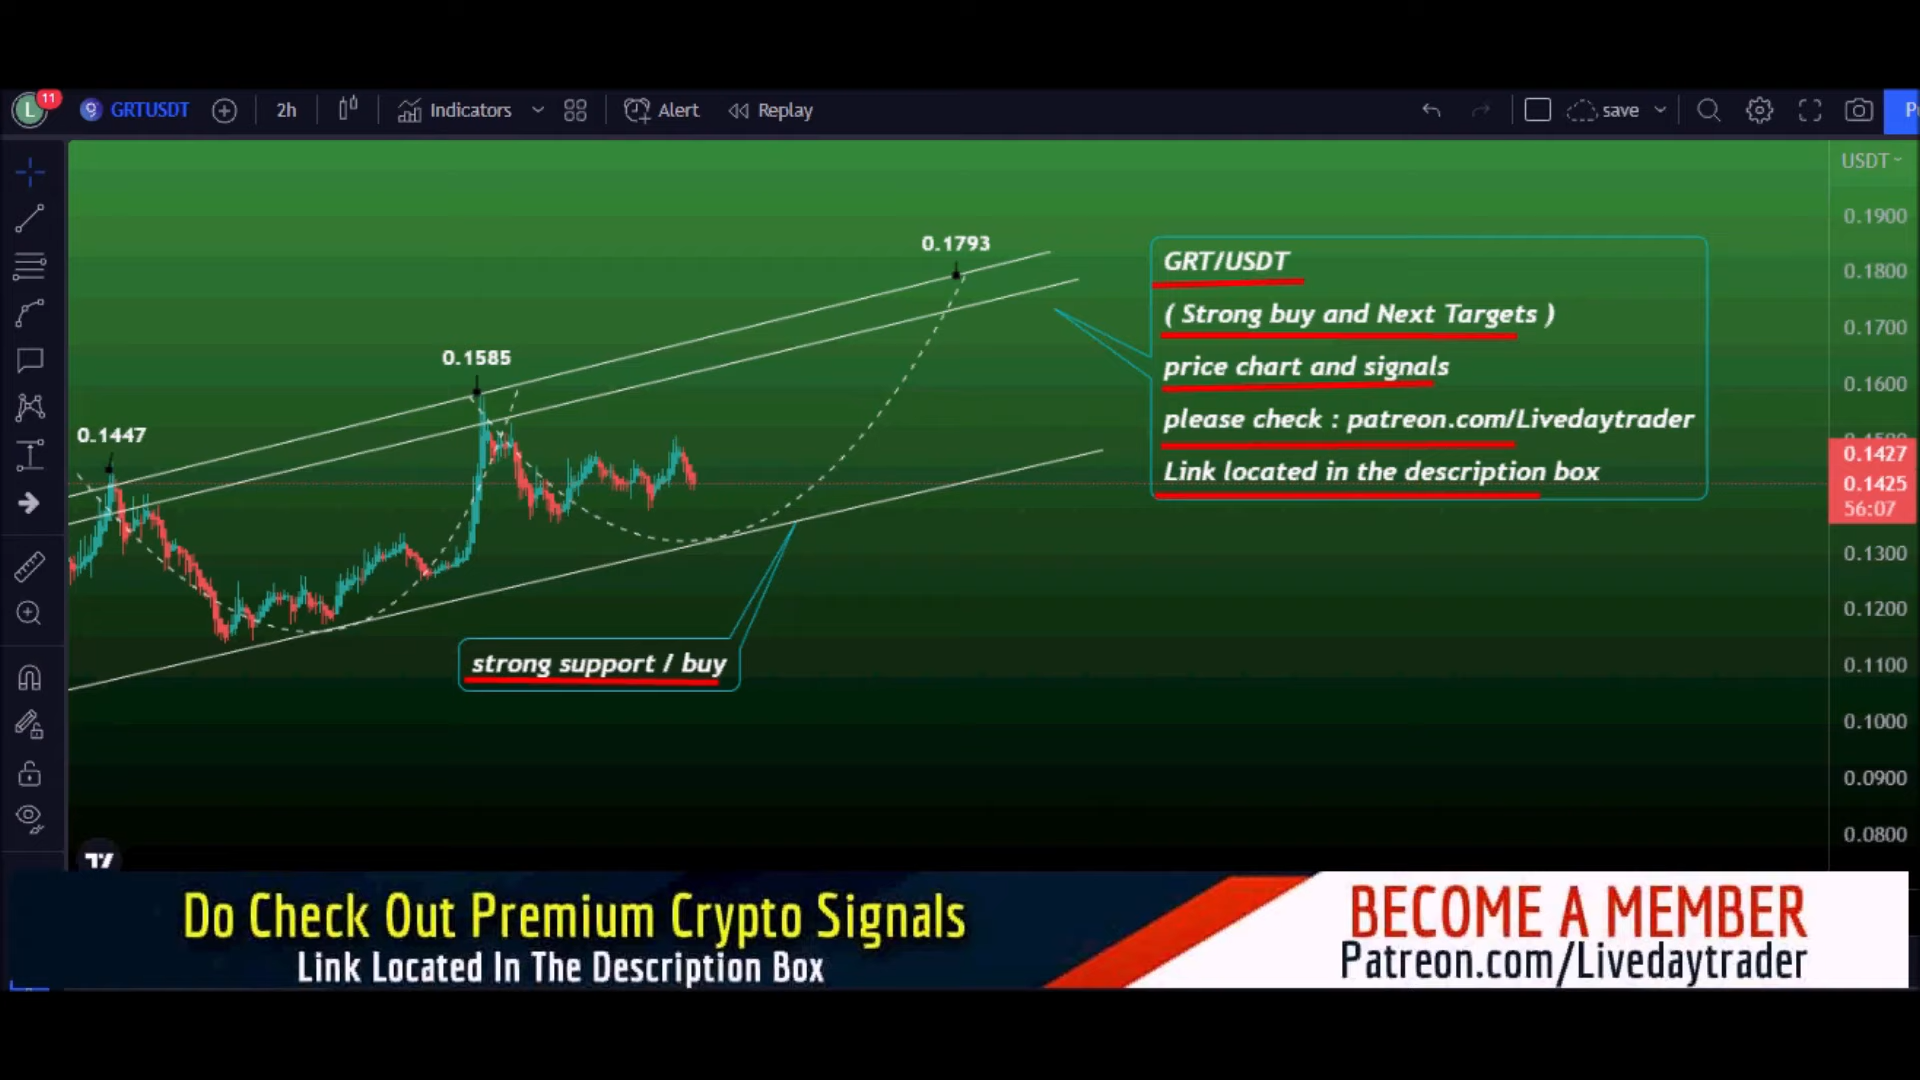 L 11 GRTUSDT 2h Indicators Alert Replay save
USDT
0.1900
0.1800
0.1700
0.1600
0.1427
0.1425
56:07
0.1300
0.1200
0.1100
0.1000
0.0900
0.0800
0.1447
0.1585
0.1793
GRT/USDT
( Strong buy and Next Targets )
price chart and signals
please check : patreon.com/Livedaytrader
Link located in the description box
strong support / buy
Do Check Out Premium Crypto Signals
Link Located In The Description Box
BECOME A MEMBER
Patreon.com/Livedaytrader